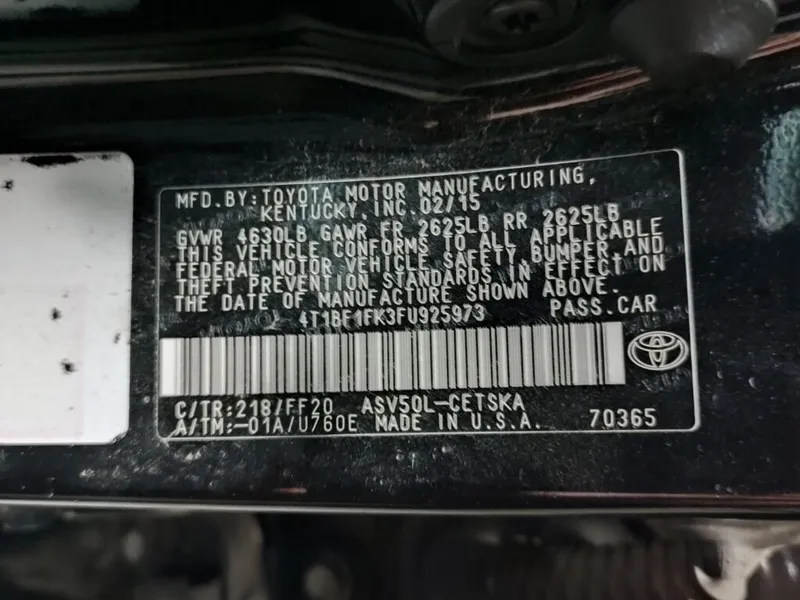 MFD.BY:TOYOTA MOTOR MANUFACTURING,
KENTUCKY, INC. 02/15
GVWR 4630LB GAWR FR 2625LB RR 2625LB
THIS VEHICLE CONFORMS TO ALL APPLICABLE
FEDERAL MOTOR VEHICLE SAFETY, BUMPER AND
THEFT PREVENTION STANDARDS IN EFFECT ON
THE DATE OF MANUFACTURE SHOWN ABOVE.
4T1BF1FK3FU925973 PASS.CAR
C/TR:218/FF20 ASV50L-CETSKA
A/TM:-01A/U760E MADE IN U.S.A. 70365